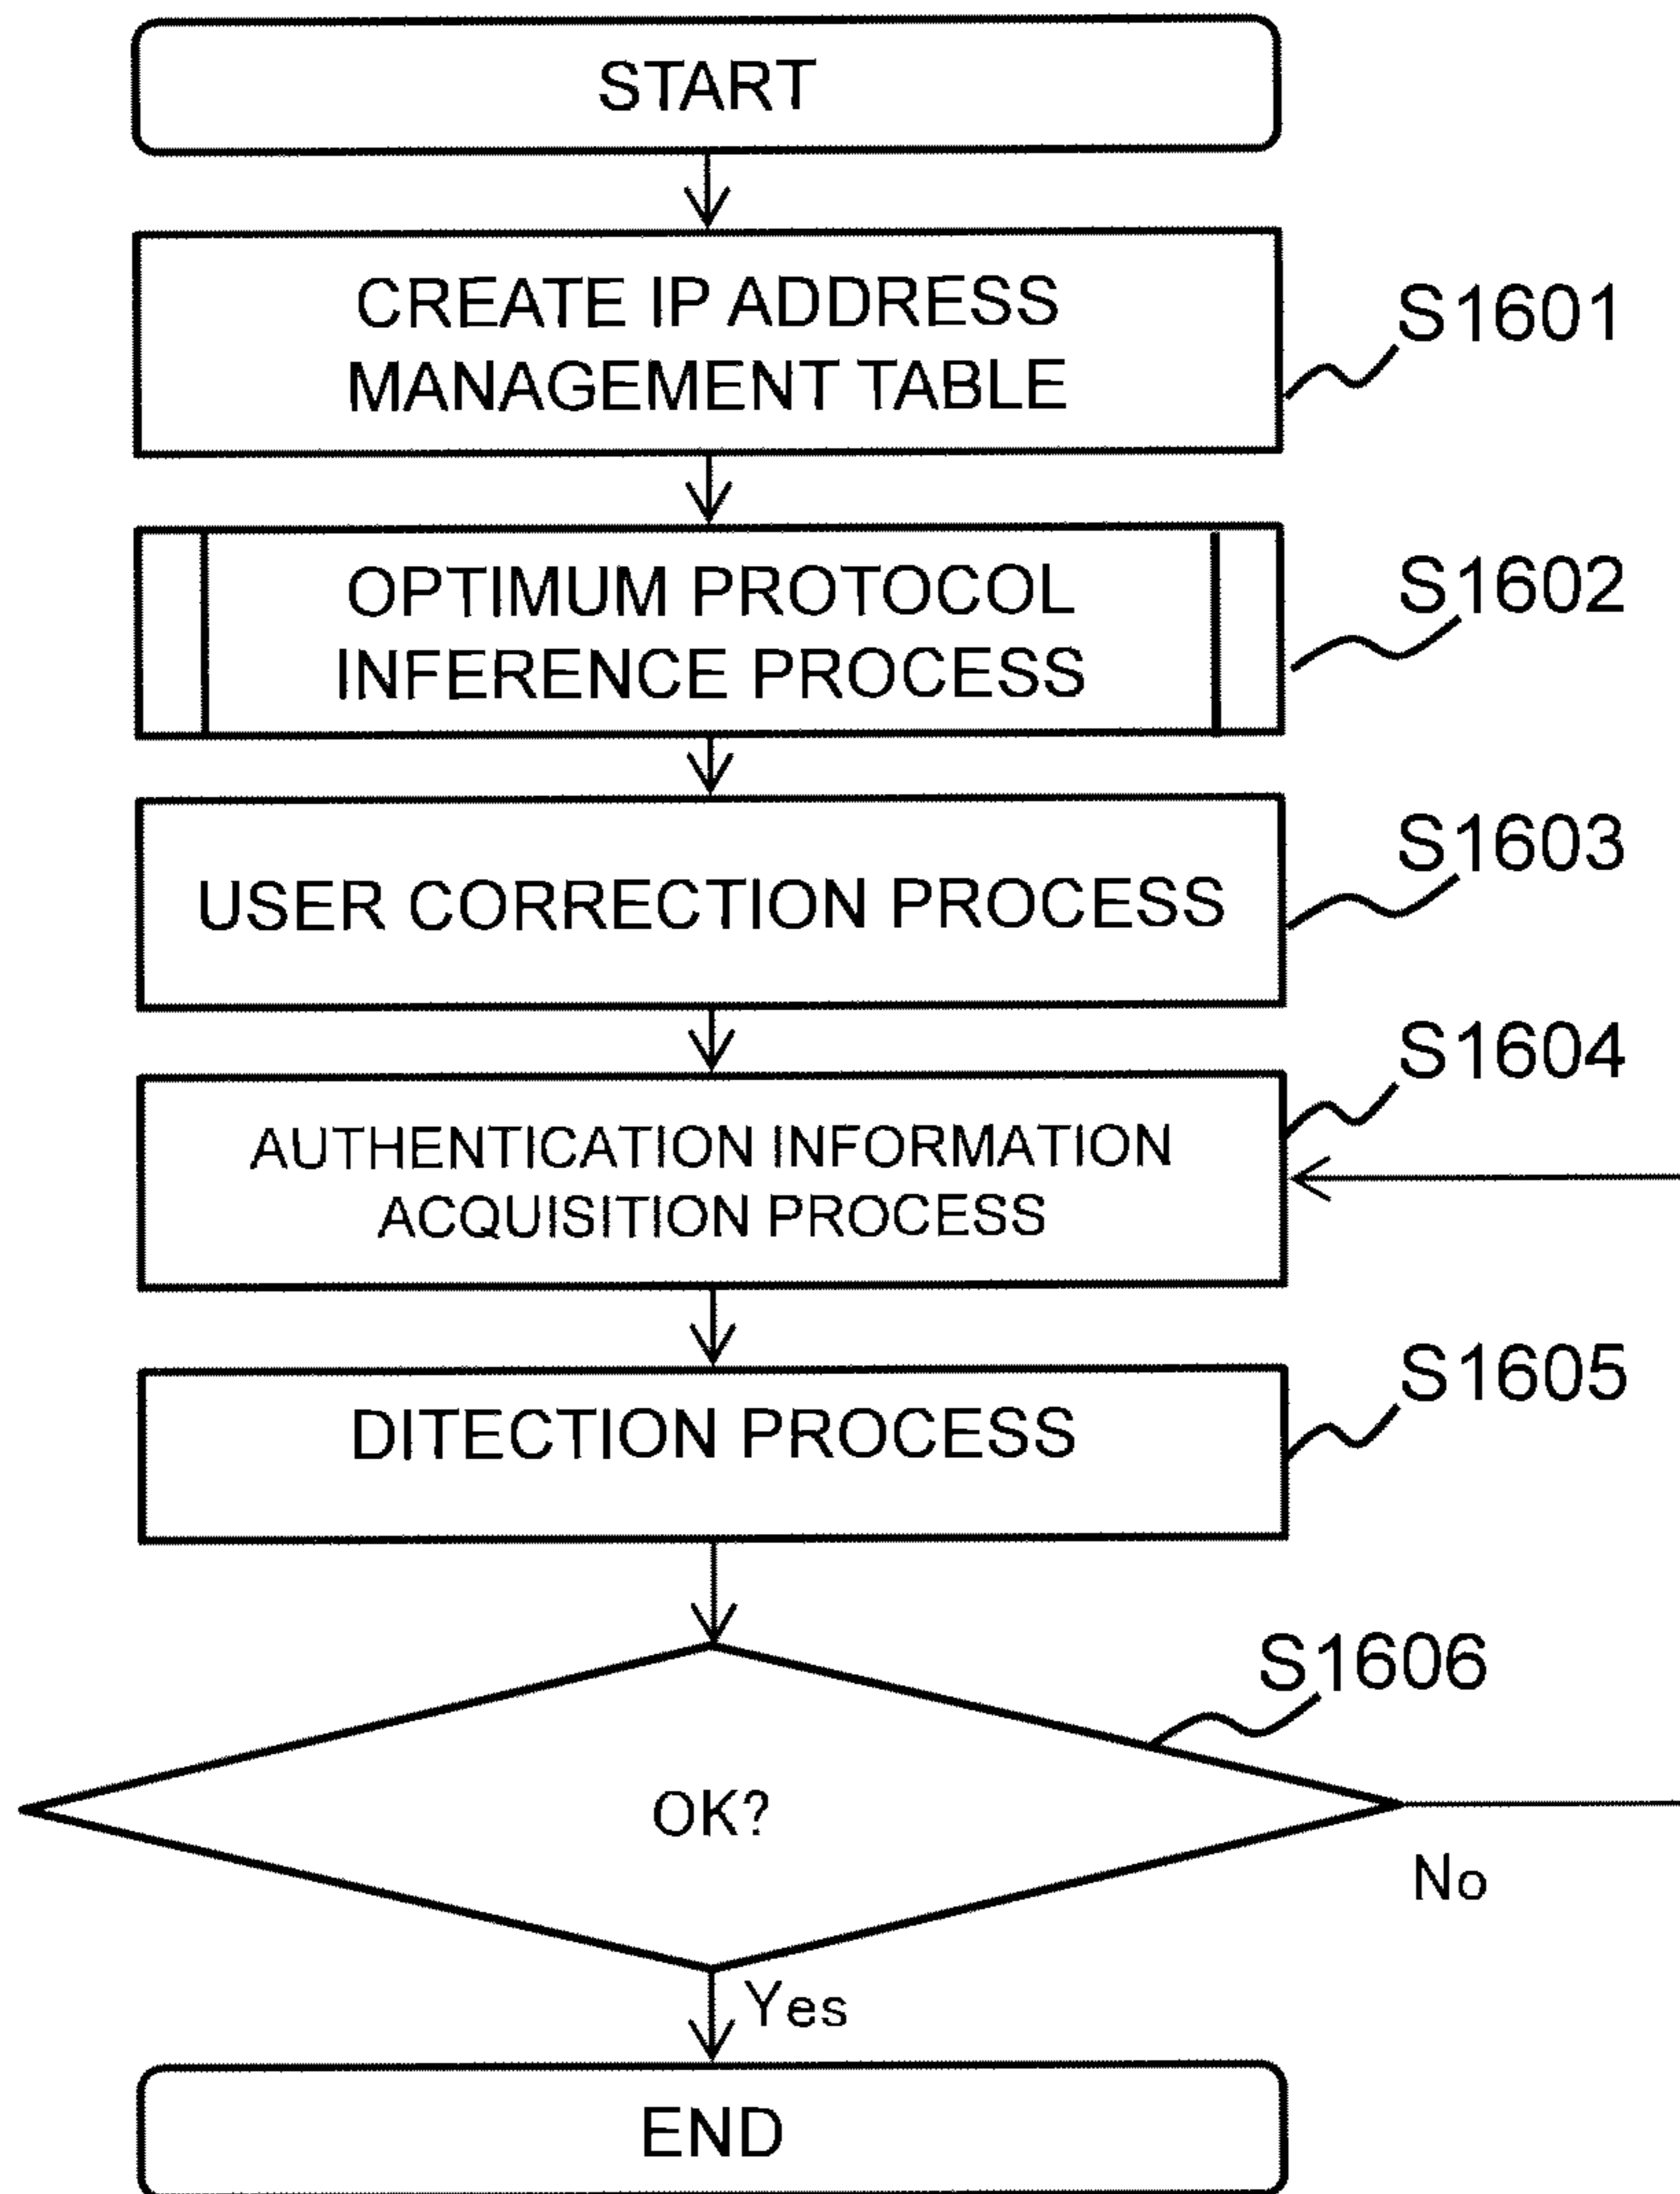 START
CREATE IP ADDRESS
MANAGEMENT TABLE
S1601
OPTIMUM PROTOCOL
INFERENCE PROCESS
S1602
USER CORRECTION PROCESS
S1603
AUTHENTICATION INFORMATION
ACQUISITION PROCESS
S1604
DITECTION PROCESS
S1605
OK?
S1606
No
Yes
END